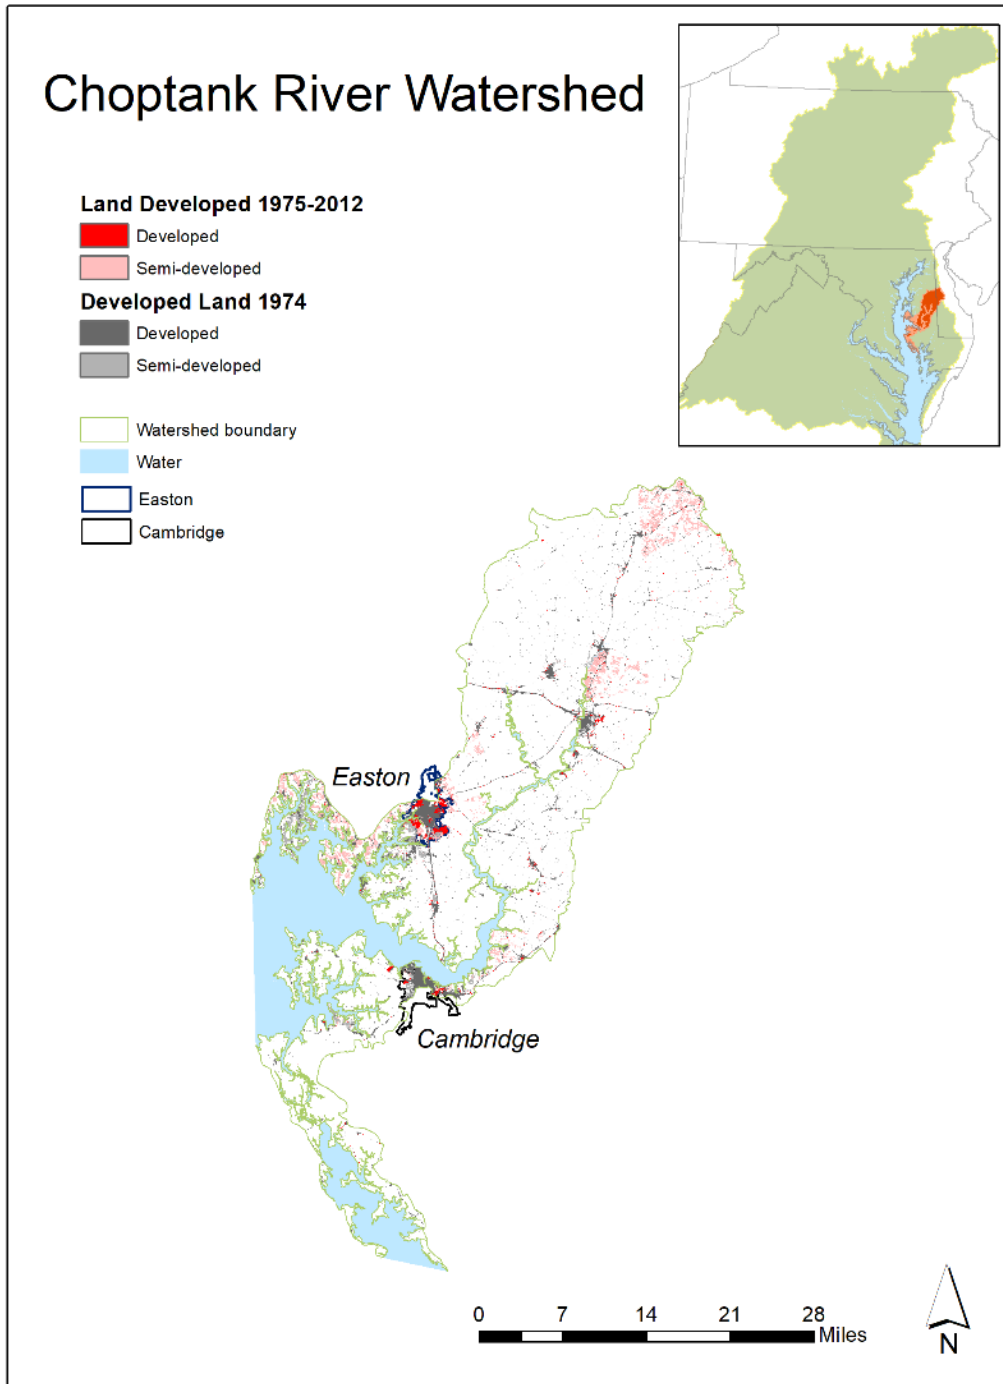 Choptank River Watershed
Land Developed 1975-2012
Developed
Semi-developed
Developed Land 1974
Developed
Semi-developed
Watershed boundary
Water
Easton
Cambridge
Easton
Cambridge
0 7 14 21 28
Miles
N